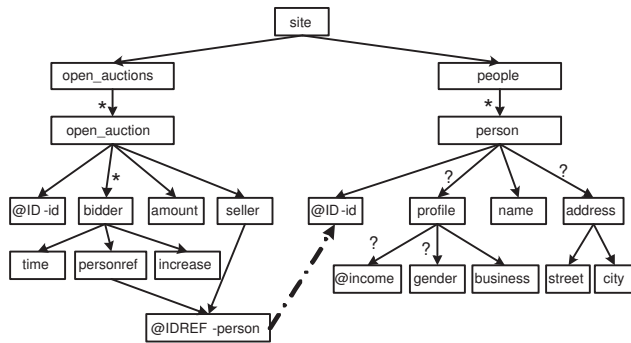 site
open_auctions
people
*
*
open_auction
person
*
?
?
@ID -id
bidder
amount
seller
@ID -id
profile
name
address
?
?
time
personref
increase
@income
gender
business
street
city
@IDREF -person